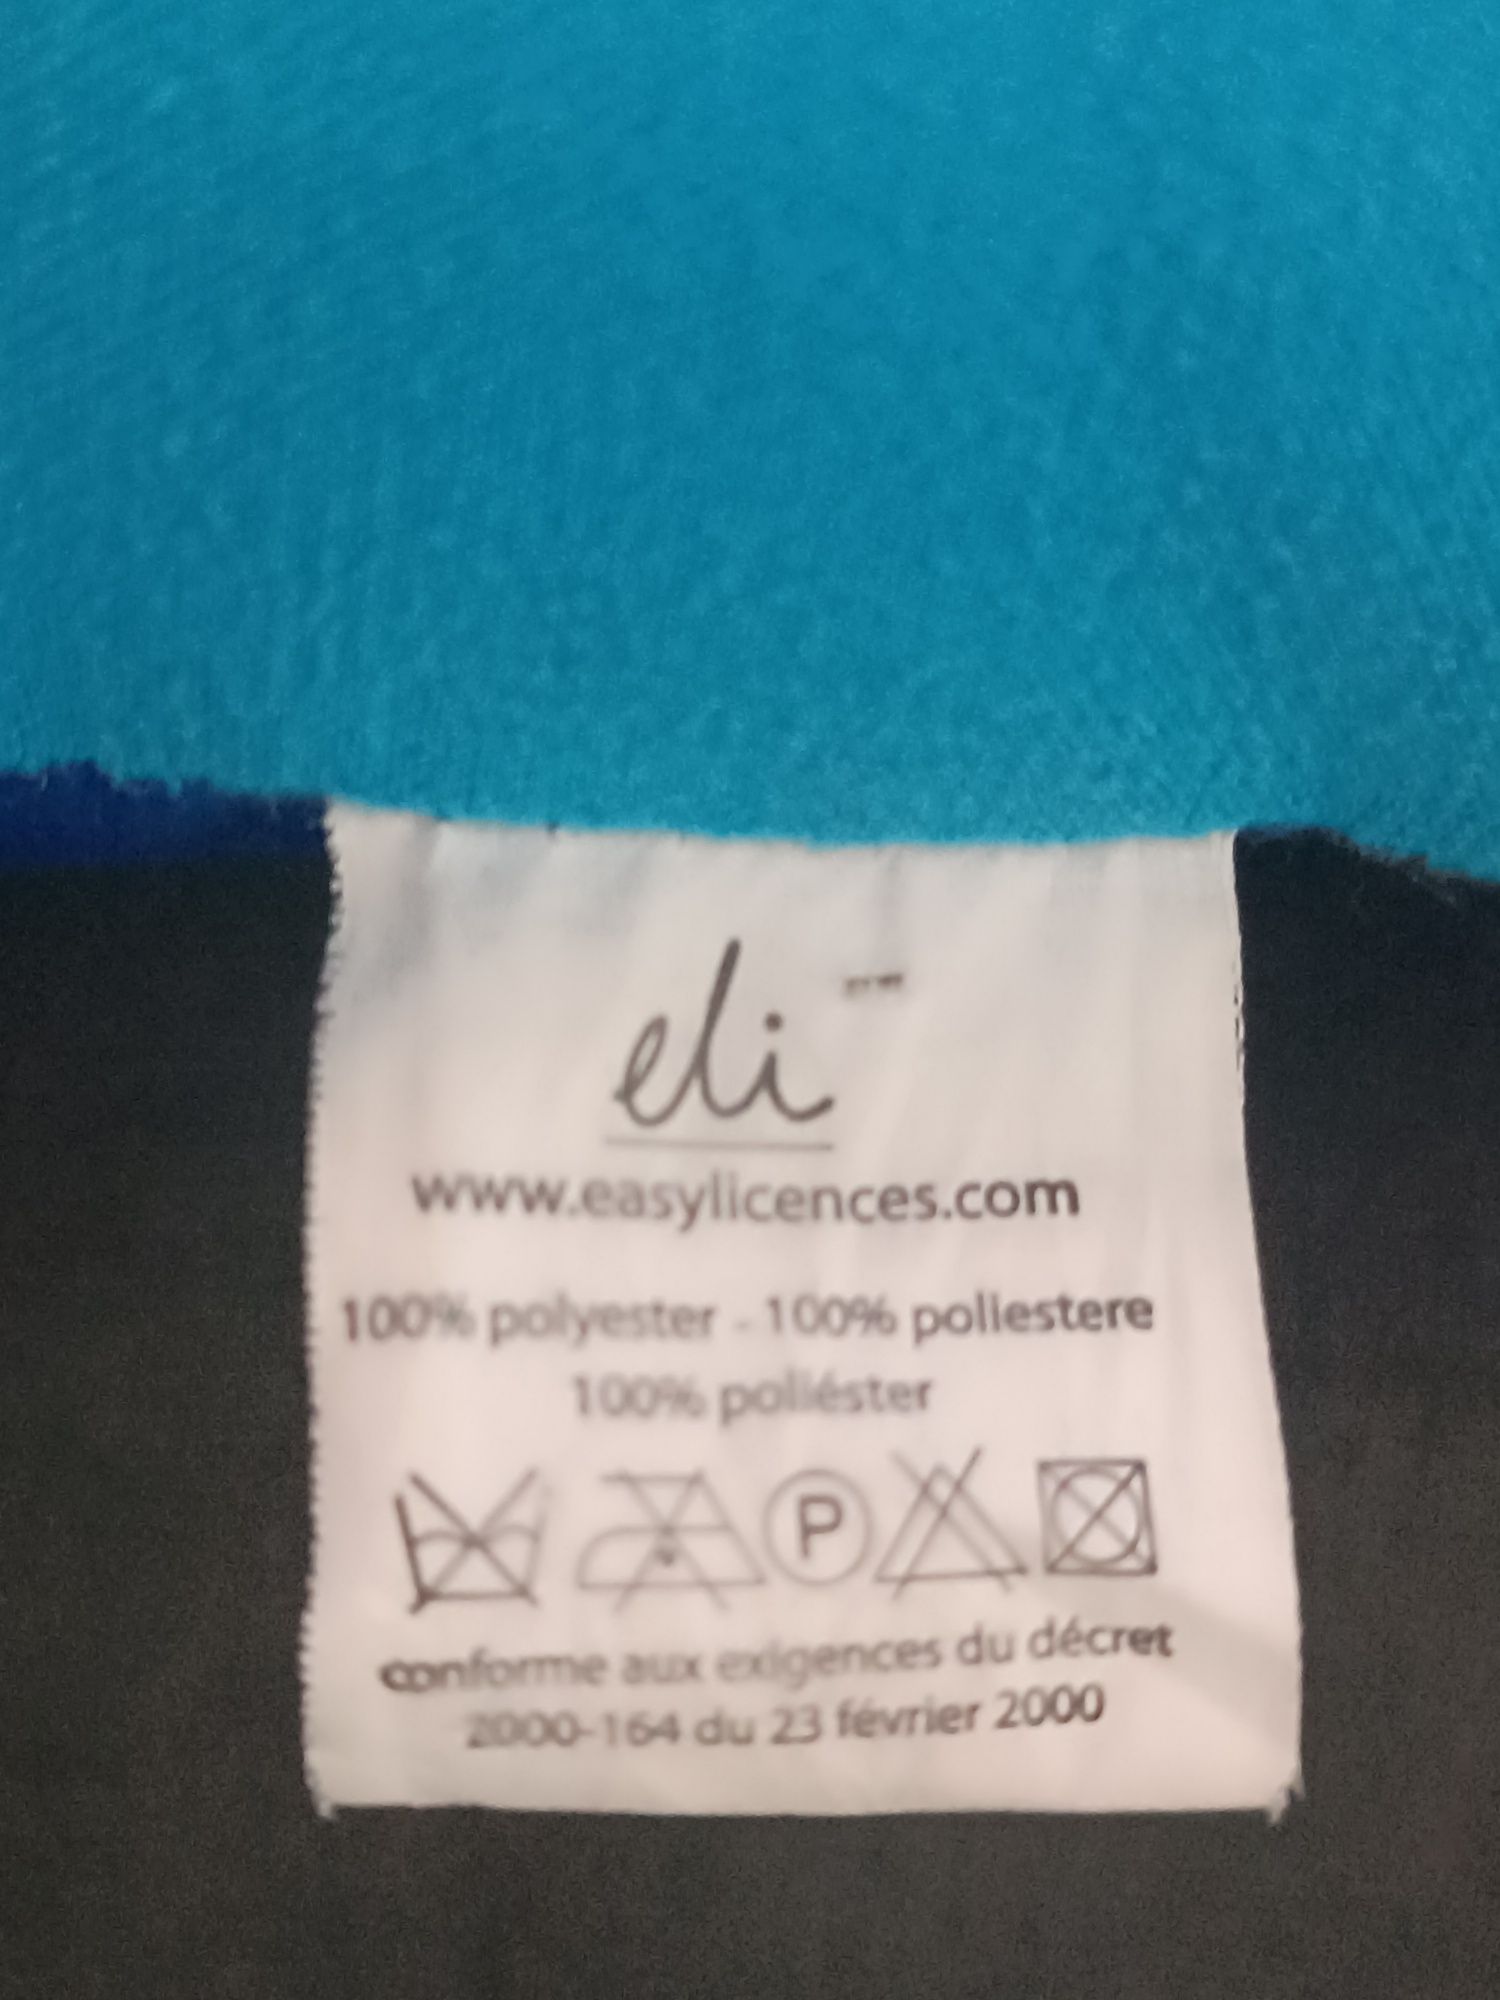 eli ™
www.easylicences.com
100% polyester - 100% poliestere
100% poliéster
P
conforme aux exigences du décret
2000-164 du 23 février 2000